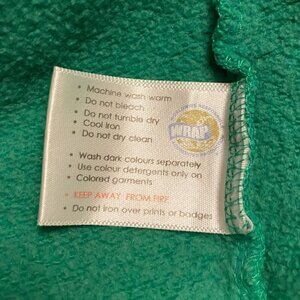 • Machine wash warm
• Do not bleach
• Do not tumble dry
• Cool Iron
• Do not dry clean
WRAP
• Wash dark colours separately
• Use colour detergents only on
• Colored garments
• KEEP AWAY FROM FIRE
• Do not Iron over prints or badges